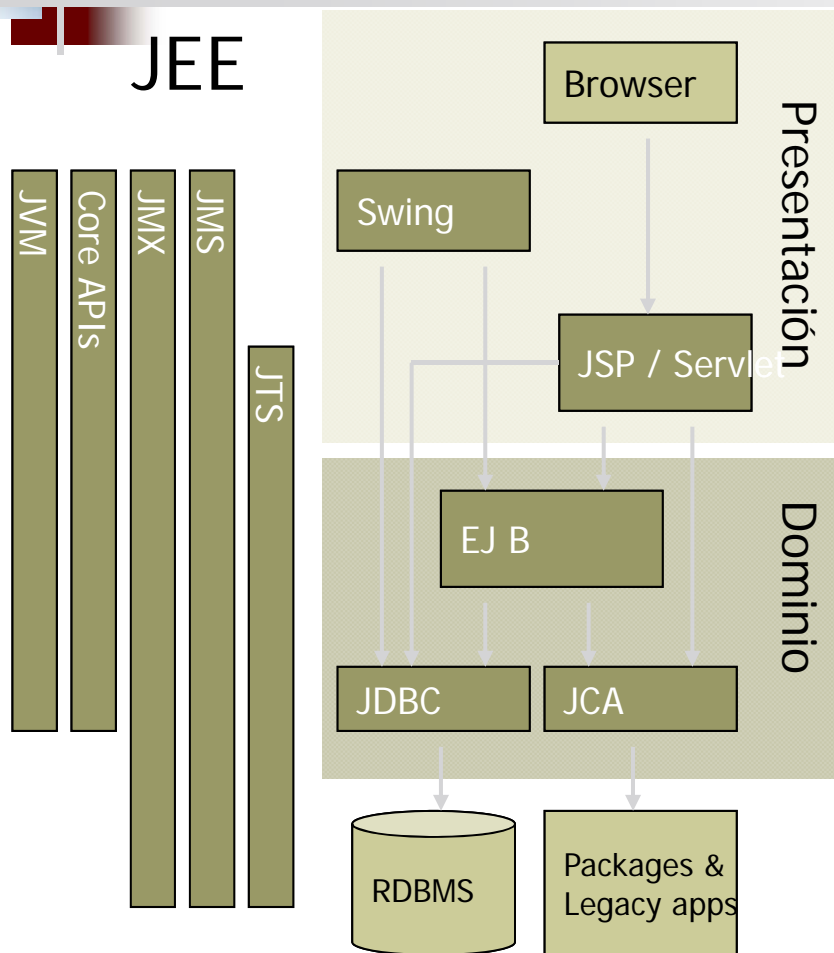 JEE
Browser
Presentación
Swing
JVM
Core APIs
JMX
JMS
JSP / Servlet
JTS
Dominio
EJ B
JDBC
JCA
RDBMS
Packages &
Legacy apps